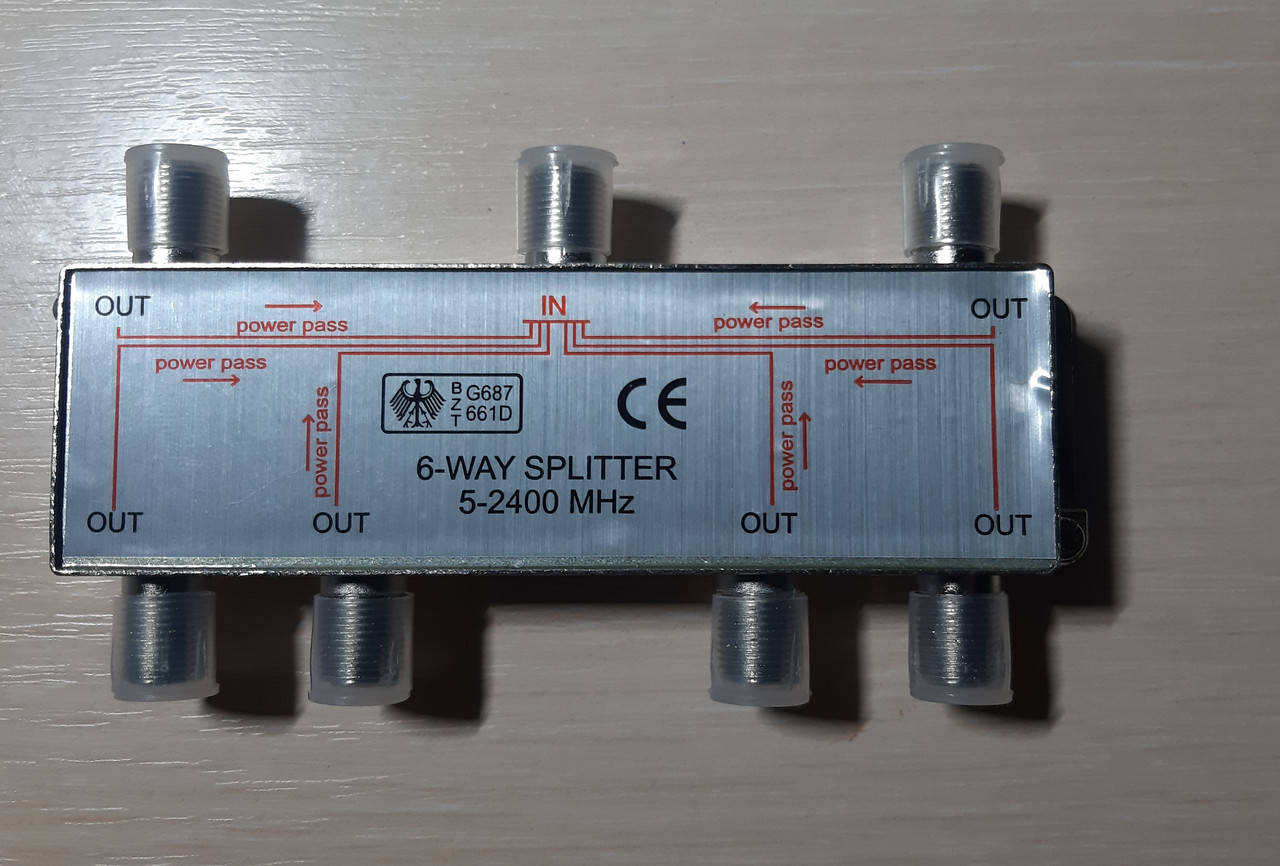 OUT
IN
OUT
power pass
power pass
power pass
power pass
power pass
power pass
BZT
G687
661D
CE
6-WAY SPLITTER
5-2400 MHz
OUT
OUT
OUT
OUT